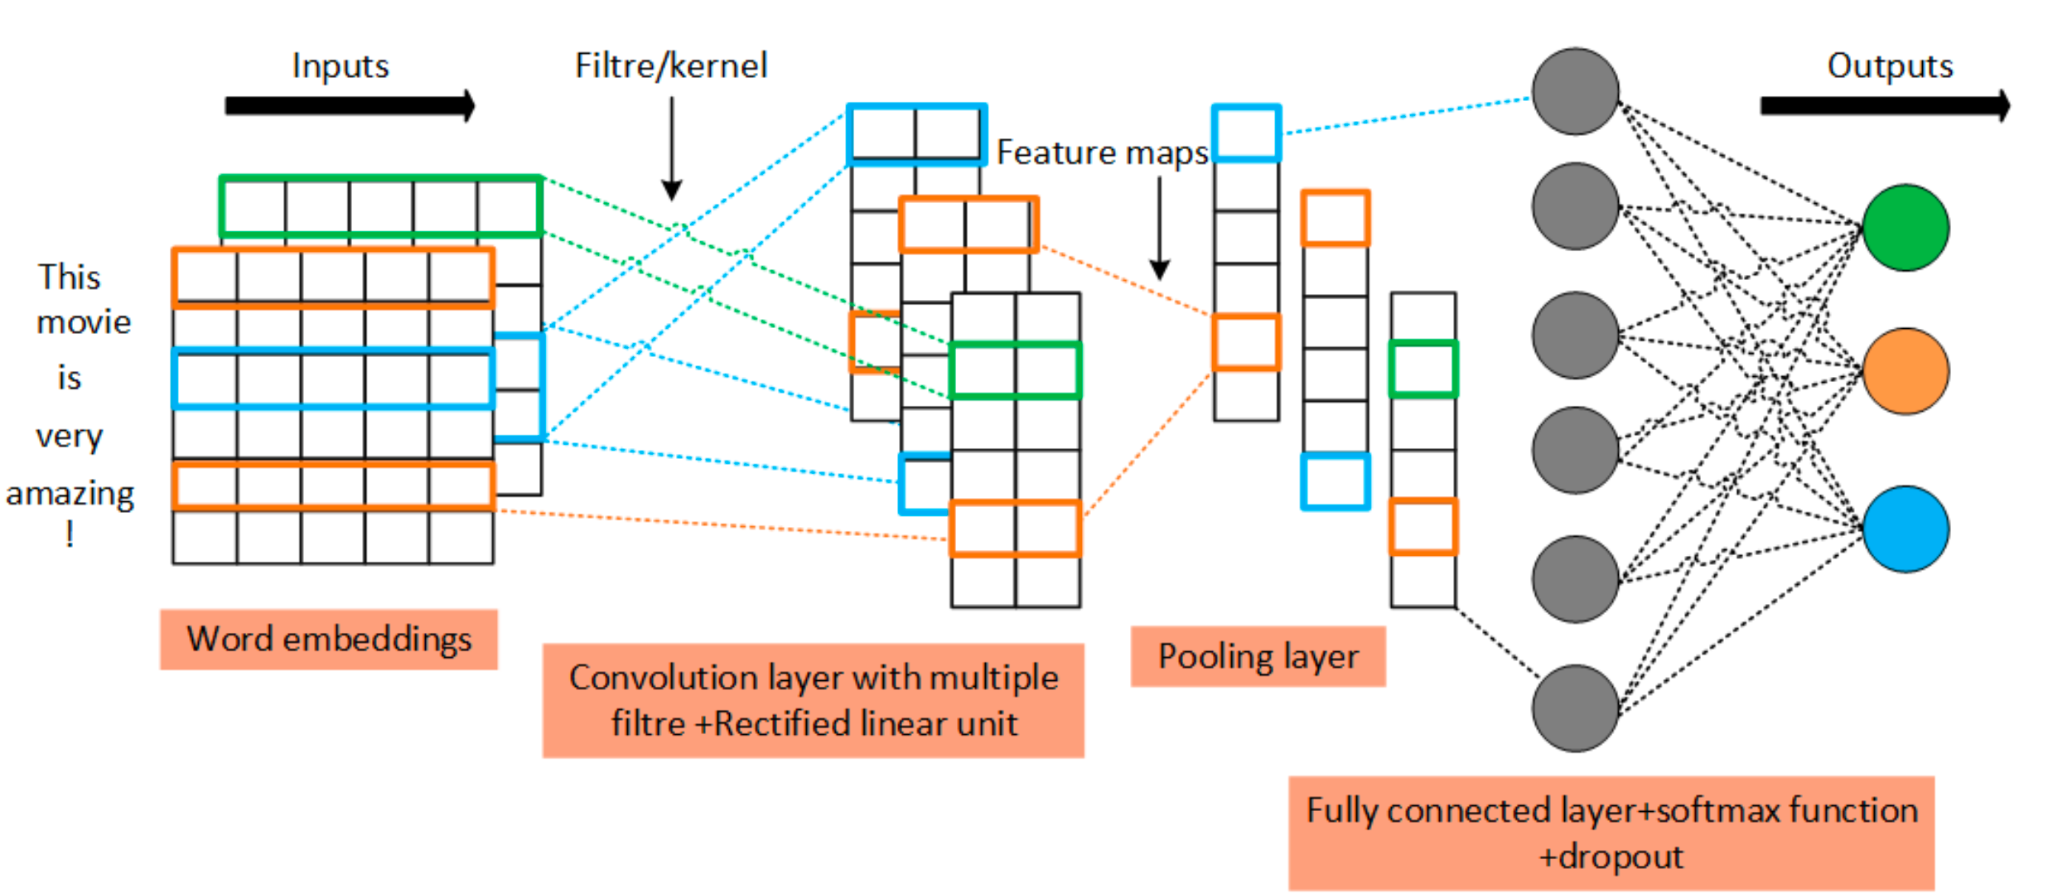 Inputs
Filtre/kernel
Outputs
Feature maps
This
movie
is
very
amazing
!
Word embeddings
Convolution layer with multiple
filtre +Rectified linear unit
Pooling layer
Fully connected layer+softmax function
+dropout